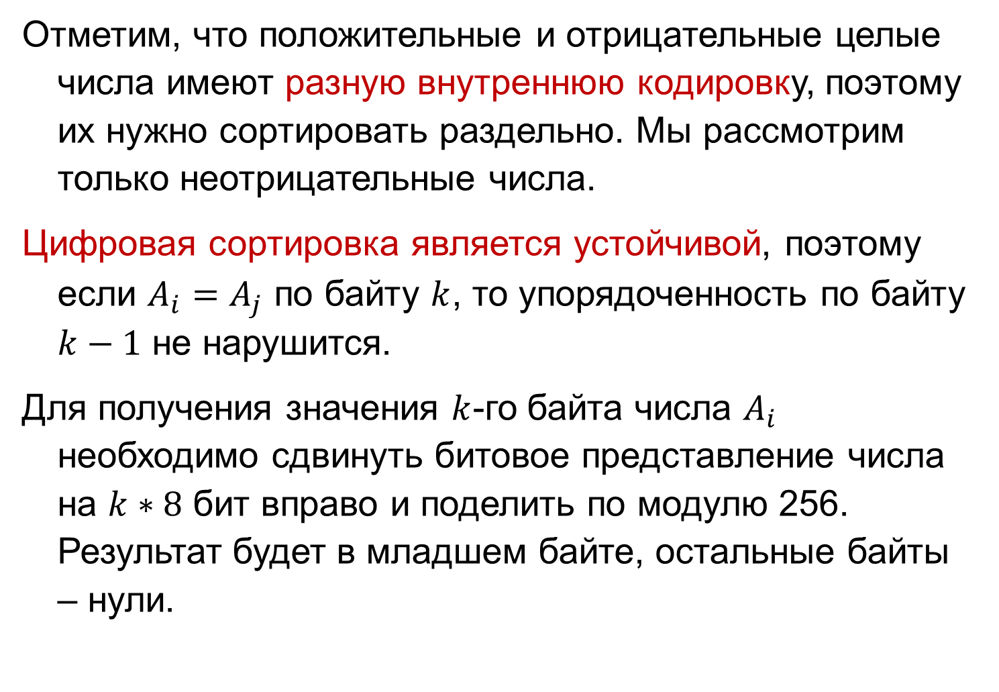 Отметим, что положительные и отрицательные целые
числа имеют разную внутреннюю кодировку, поэтому
их нужно сортировать раздельно. Мы рассмотрим
только неотрицательные числа.
Цифровая сортировка является устойчивой, поэтому
если 𝐴𝑖 = 𝐴𝑗 по байту 𝑘, то упорядоченность по байту
𝑘 − 1 не нарушится.
Для получения значения 𝑘-го байта числа 𝐴𝑖
необходимо сдвинуть битовое представление числа
на 𝑘 ∗ 8 бит вправо и поделить по модулю 256.
Результат будет в младшем байте, остальные байты
– нули.